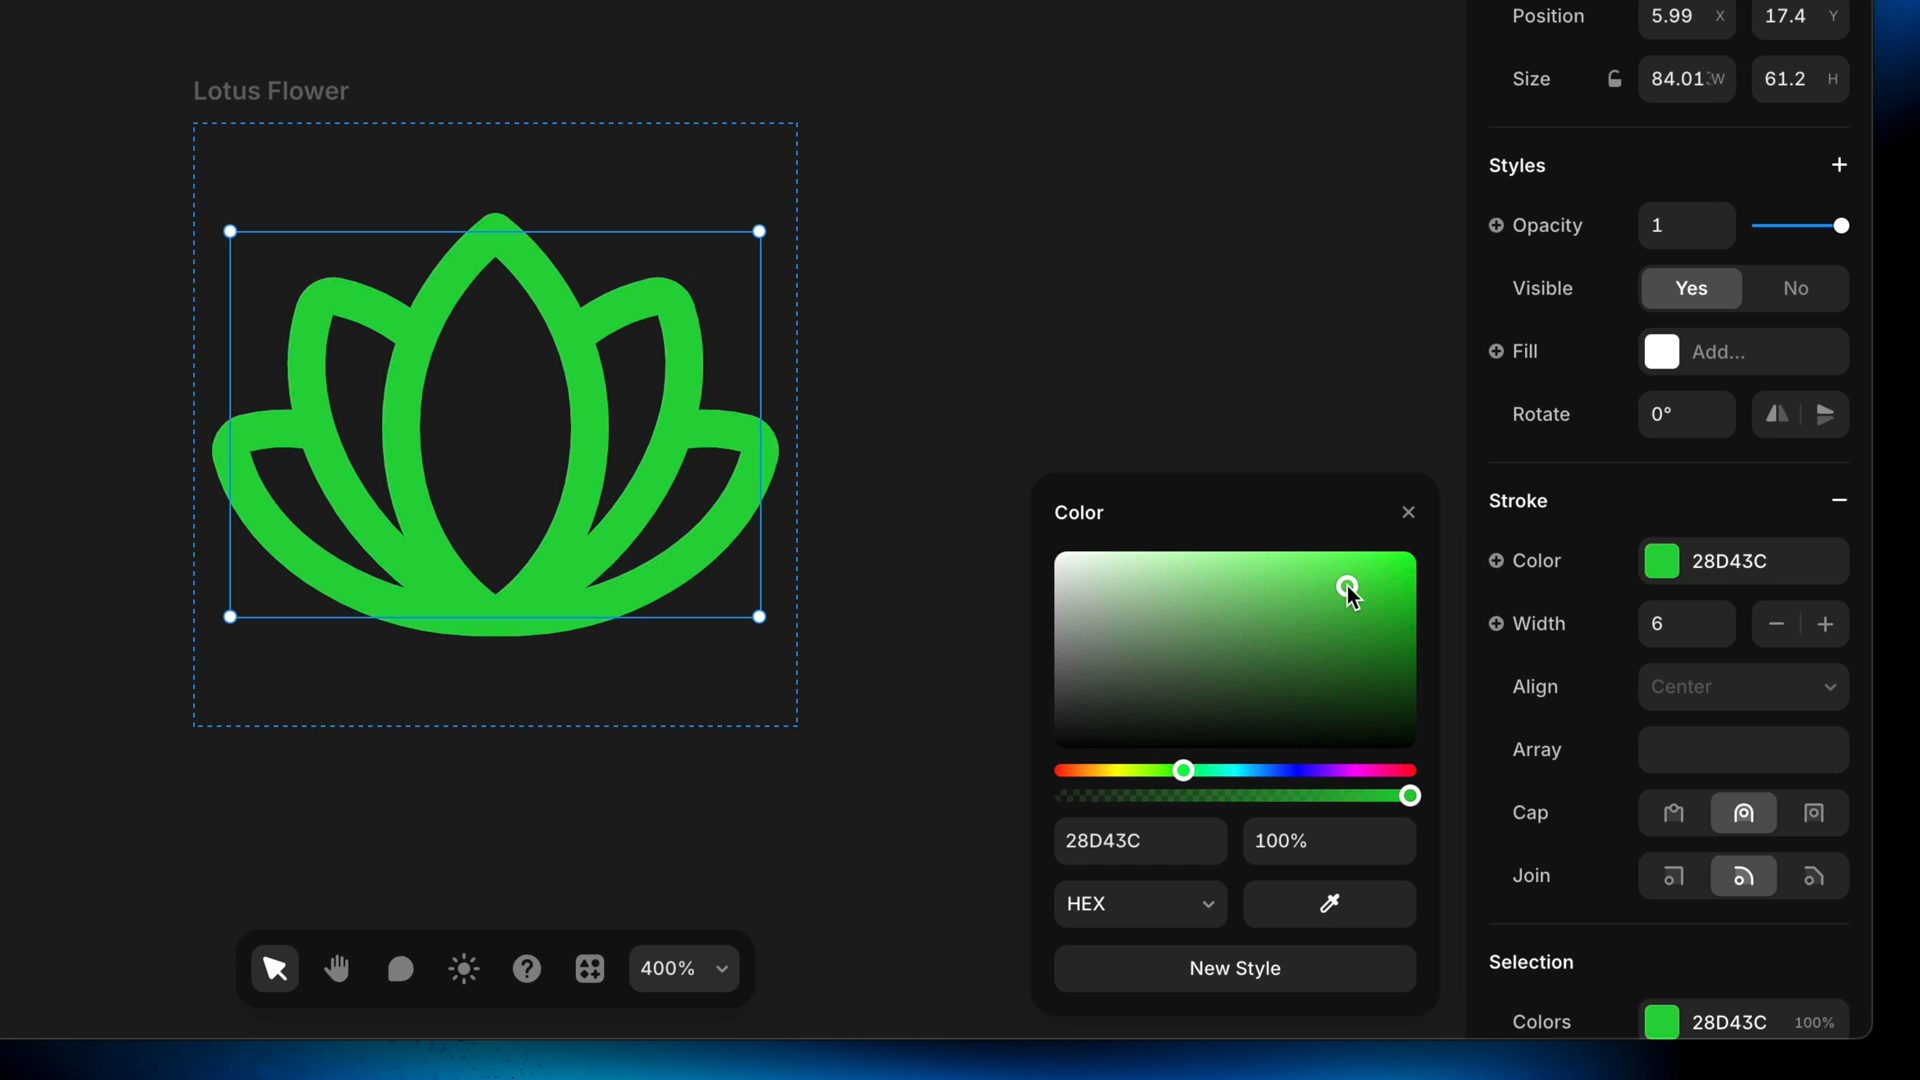 Position 5.99 X 17.4 Y
Size 84.01 W 61.2 H
Lotus Flower
Styles
Opacity 1
Visible Yes No
Fill Add...
Rotate 0°
Stroke
Color 28D43C
Width 6
Align Center
Array
Cap
Join
Selection
Colors 28D43C 100%
Color
28D43C 100%
HEX
New Style
400%